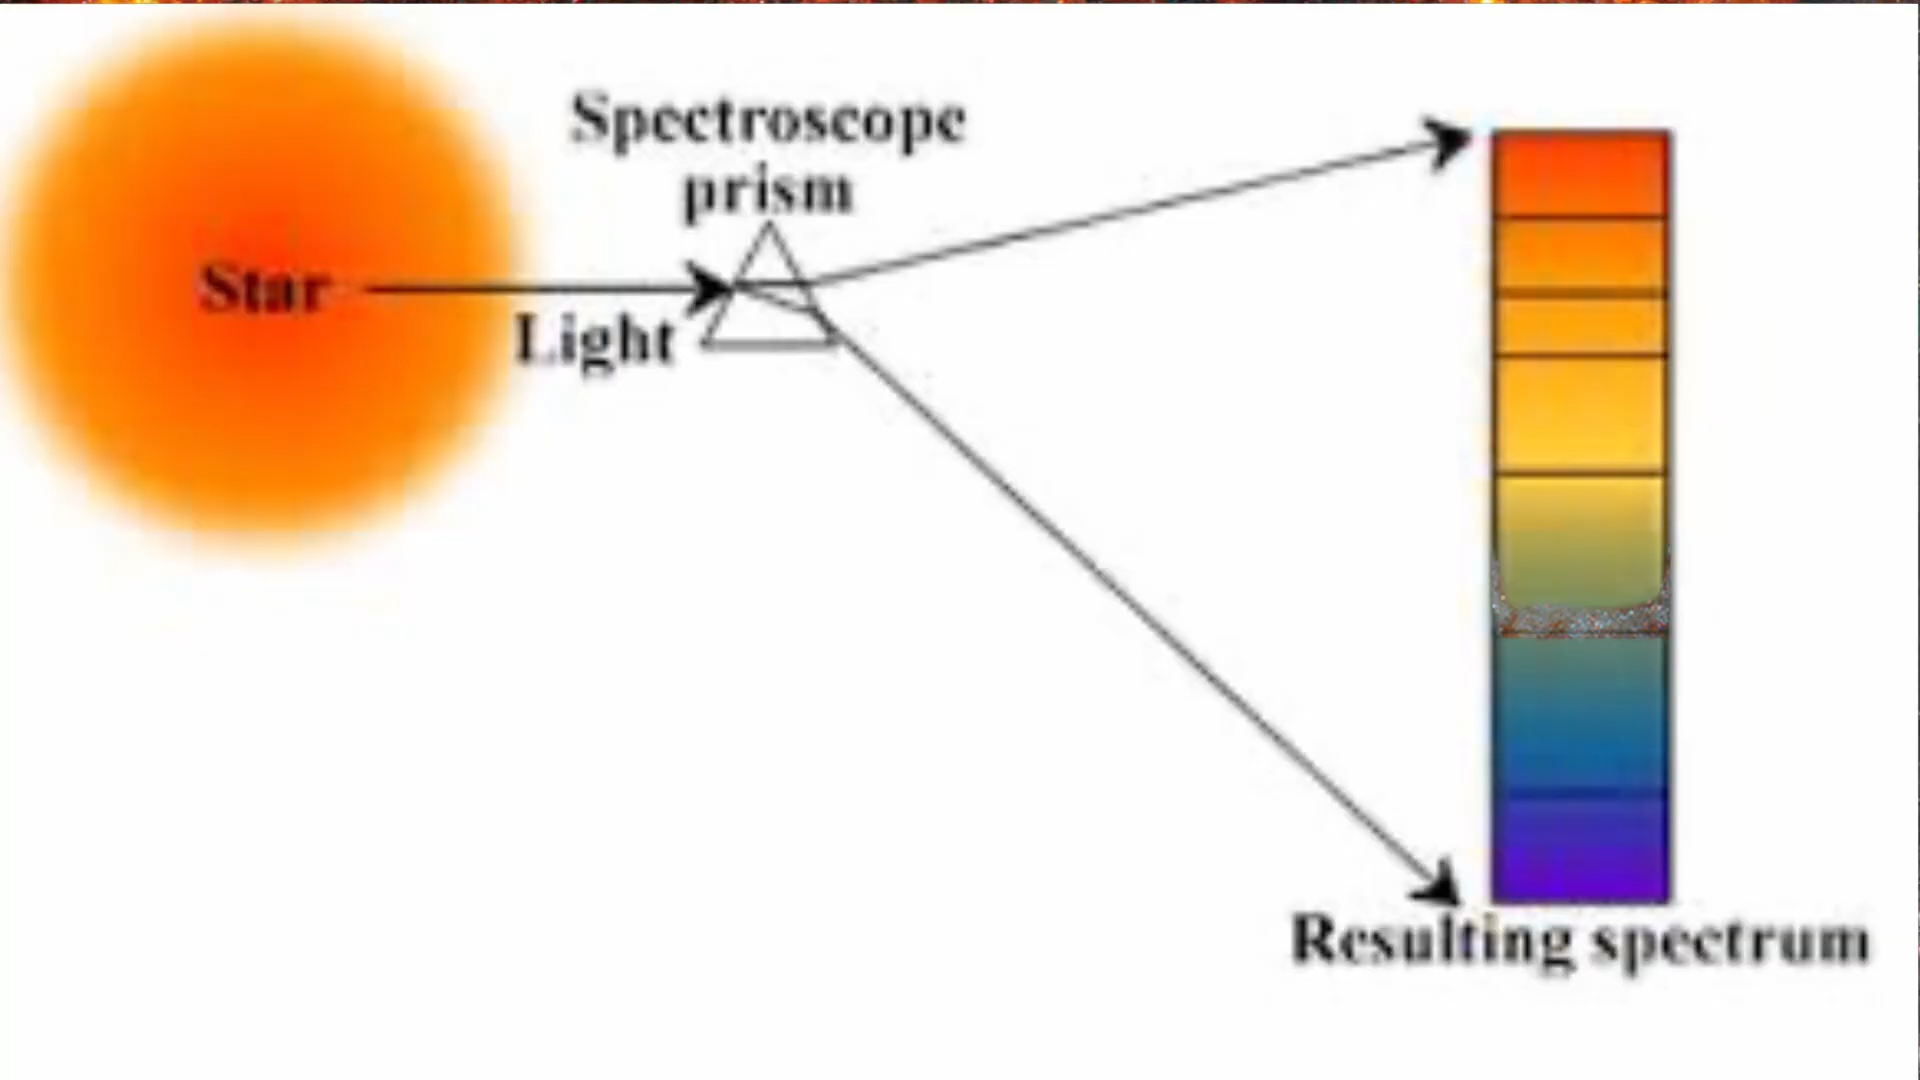 Spectroscope
prism
Star
Light
Resulting spectrum